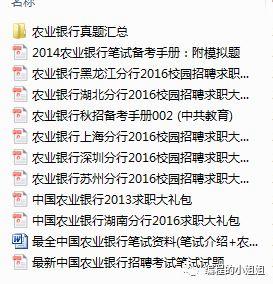 名称
农业银行真题汇总
2014农业银行笔试备考手册：附模拟题
农业银行黑龙江分行2016校园招聘求职大...
农业银行湖北分行2016校园招聘求职大...
农业银行秋招备考手册002 (中共教育)
农业银行上海分行2016校园招聘求职大...
农业银行深圳分行2016校园招聘求职大...
农业银行苏州分行2016校园招聘求职大...
中国农业银行2013求职大礼包
中国农业银行湖南分行2016求职大礼包
最全中国农业银行笔试资料(笔试介绍+农...
最新中国农业银行招聘考试笔试试题
编程的小姐姐